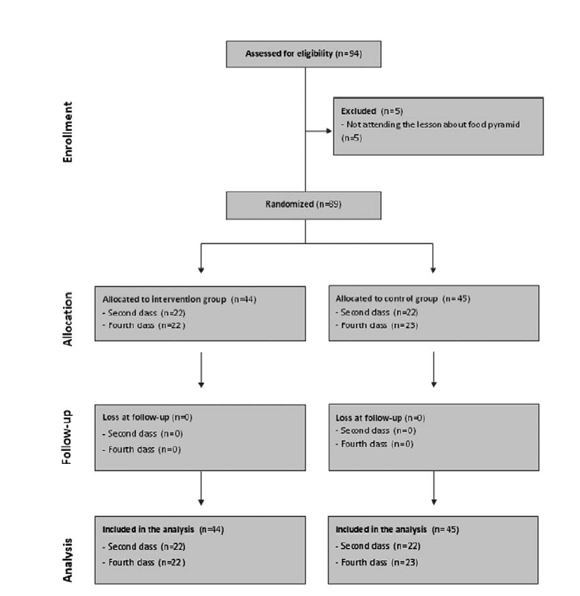 Assessed for eligibility (n=94)
Enrollment
Excluded (n=5)
- Not attending the lesson about food pyramid
(n=5)
Randomized (n=89)
Allocation
Allocated to intervention group (n=44)
- Second class (n=22)
- Fourth class (n=22)
Allocated to control group (n=45)
- Second class (n=22)
- Fourth class (n=23)
Follow-up
Loss at follow-up (n=0)
- Second class (n=0)
- Fourth class (n=0)
Loss at follow-up (n=0)
- Second class (n=0)
- Fourth class (n=0)
Analysis
Included in the analysis (n=44)
- Second class (n=22)
- Fourth class (n=22)
Included in the analysis (n=45)
- Second class (n=22)
- Fourth class (n=23)